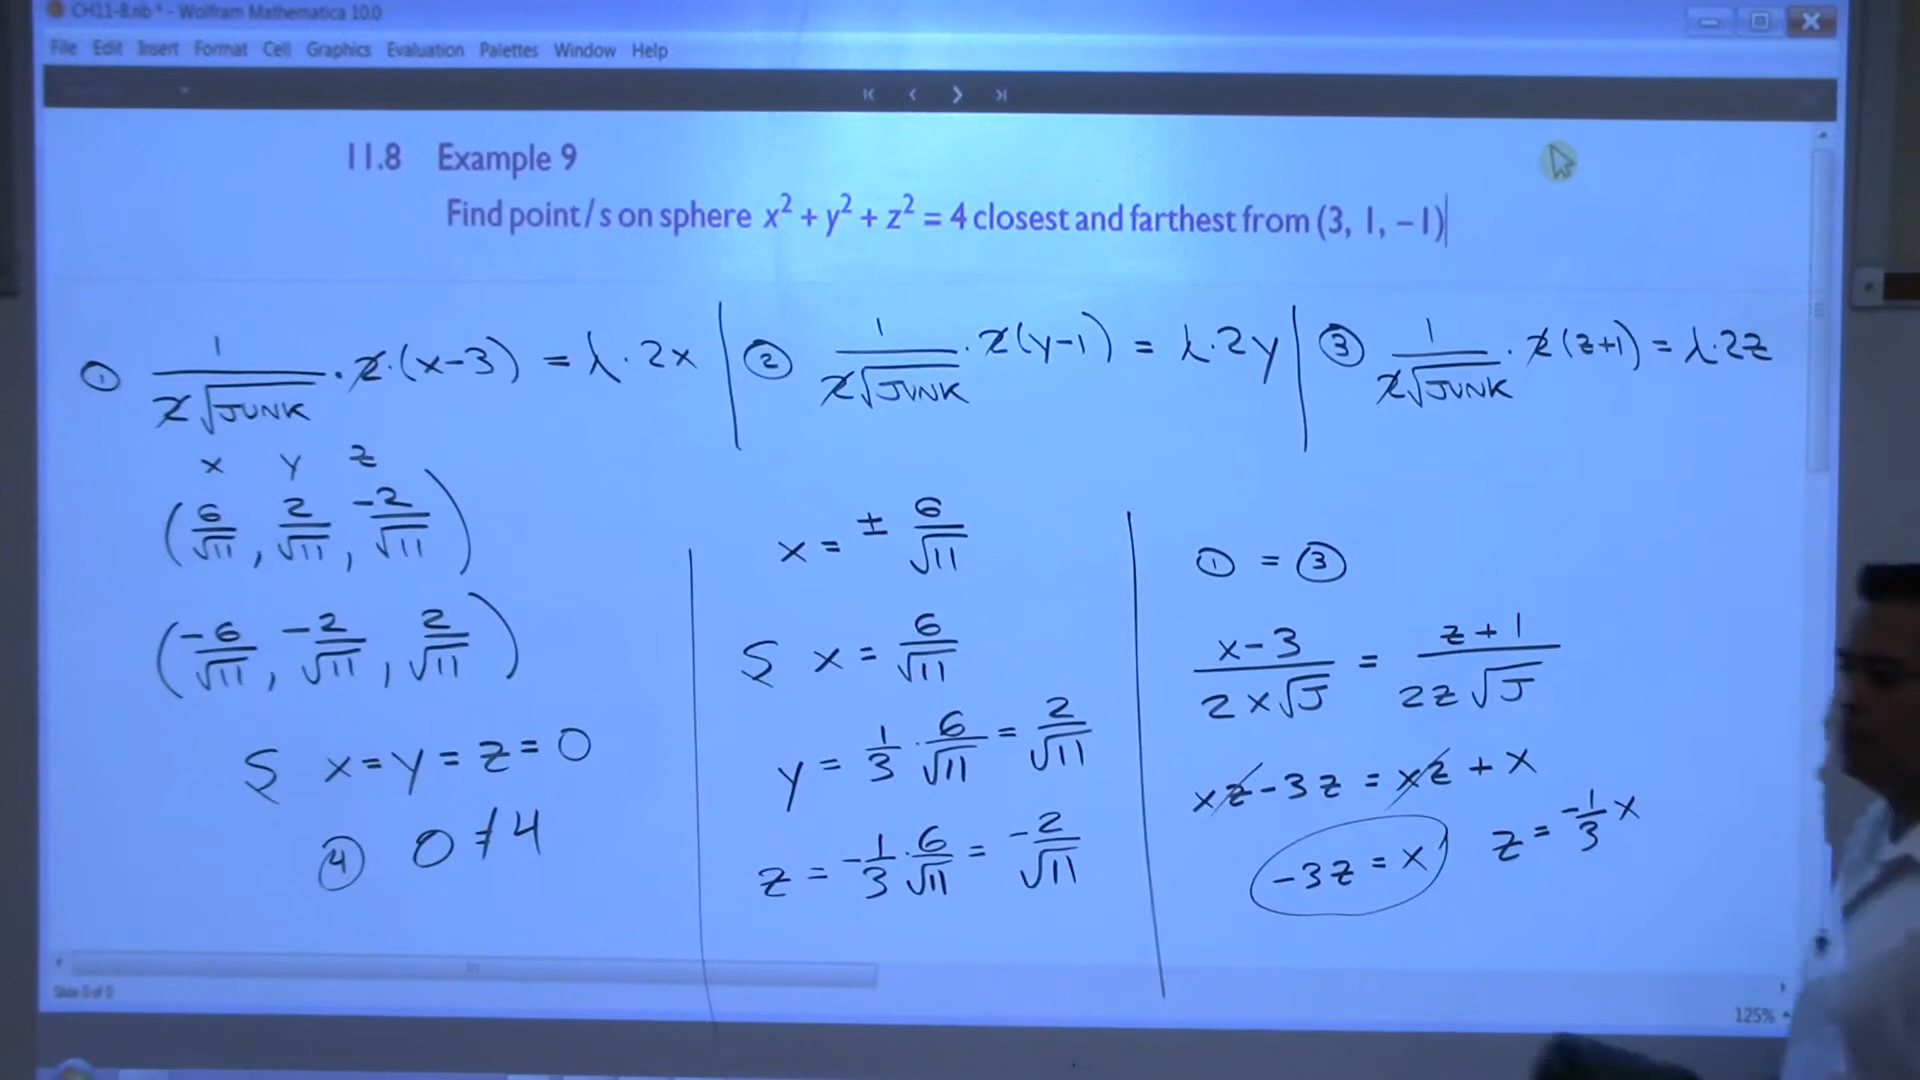 CH11-8.nb * - Wolfram Mathematica 10.0
File Edit Insert Format Cell Graphics Evaluation Palettes Window Help
11.8 Example 9
Find point/s on sphere x² + y² + z² = 4 closest and farthest from (3, 1, −1)
① 1/(2√JUNK) · 2·(x−3) = λ·2x
② 1/(2√JUNK) · 2(y−1) = λ·2y
③ 1/(2√JUNK) · 2(z+1) = λ·2z
x y z
(6/√11, 2/√11, −2/√11)
(−6/√11, −2/√11, 2/√11)
S x=y=z=0
④ 0≠4
x = ± 6/√11
S x = 6/√11
y = 1/3 · 6/√11 = 2/√11
z = −1/3 · 6/√11 = −2/√11
① = ③
x−3/2x√J = z+1/2z√J
xz−3z = xz + x
−3z = x z = −1/3 x
Slide 0 of 0
125%